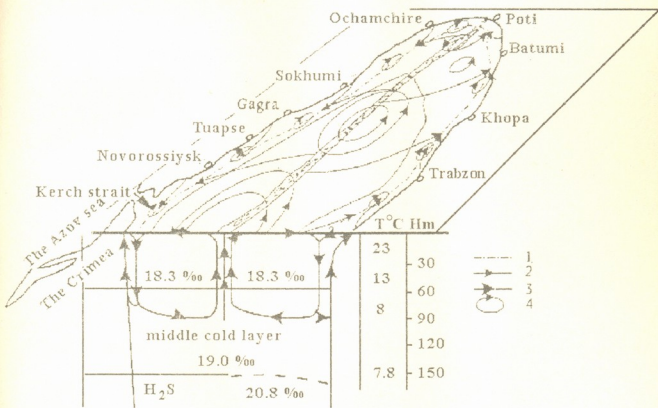 Ochamchire
Poti
Batumi
Sokhumi
Gagra
Khopa
Tuapse
Novorossiysk
Trabzon
Kerch strait
The Azov sea
The Crimea
T°C Hm
23
30
18.3 ‰ 18.3 ‰
13
60
8
90
middle cold layer
120
19.0 ‰
7.8 150
H₂S
20.8 ‰
1
2
3
4